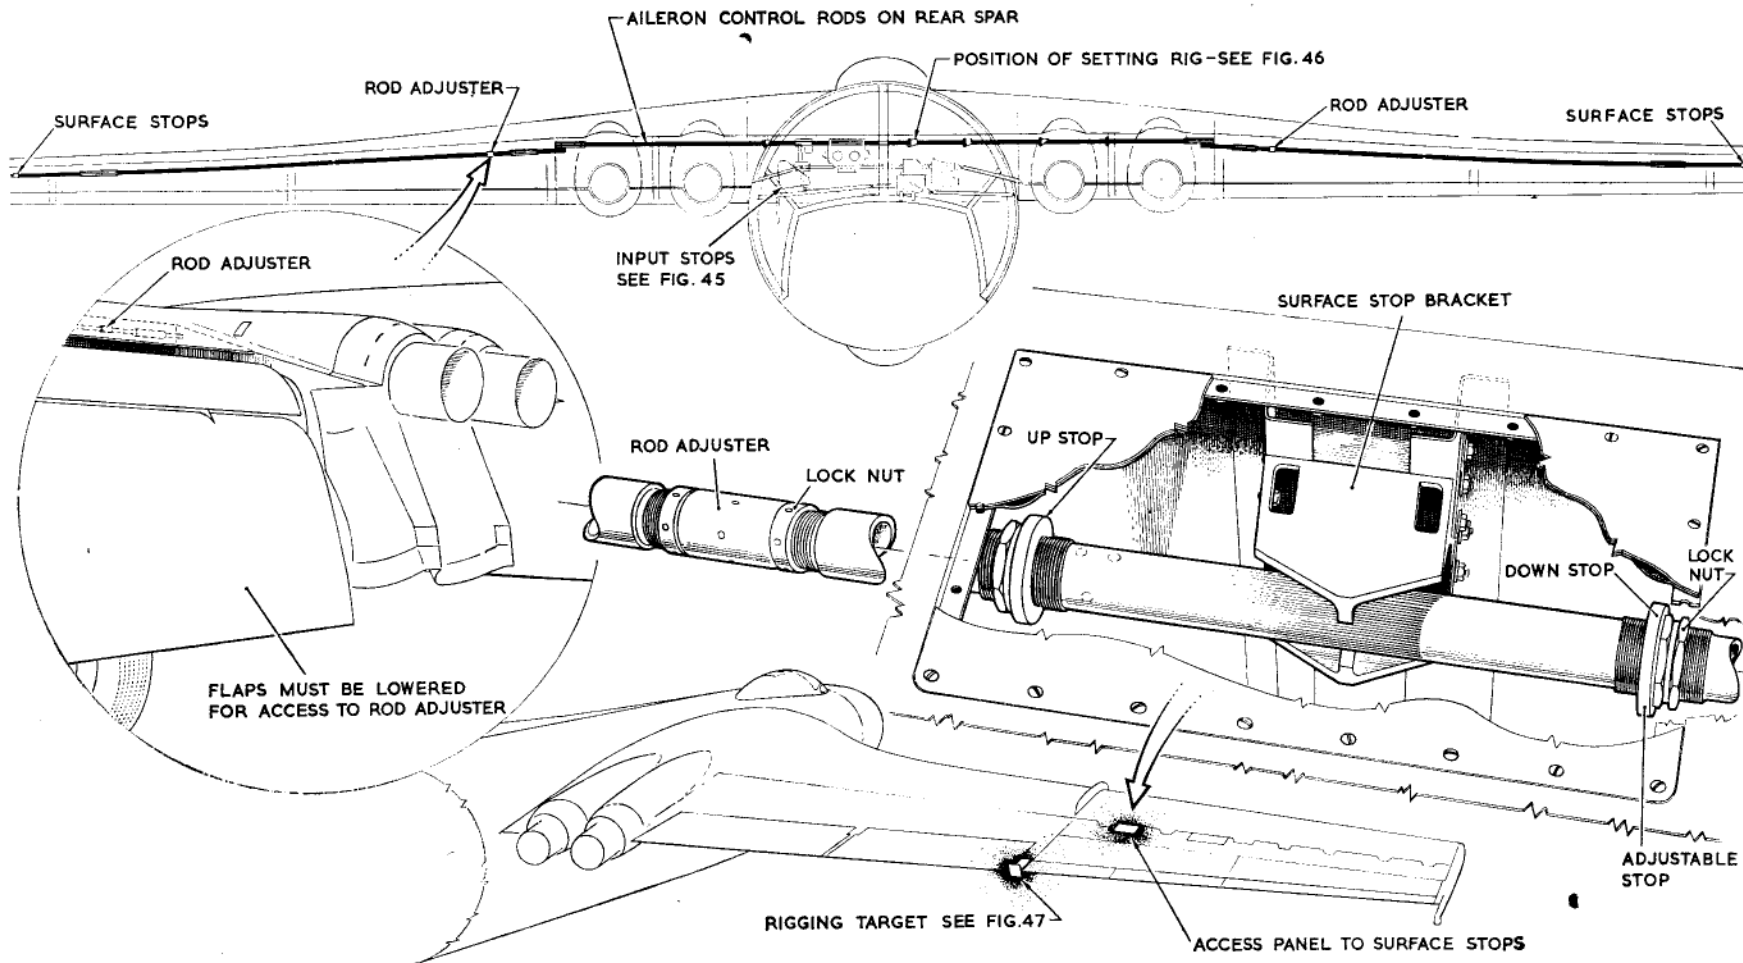 AILERON CONTROL RODS ON REAR SPAR
POSITION OF SETTING RIG-SEE FIG.46
ROD ADJUSTER
ROD ADJUSTER
SURFACE STOPS
SURFACE STOPS
INPUT STOPS
SEE FIG.45
ROD ADJUSTER
SURFACE STOP BRACKET
UP STOP
ROD ADJUSTER
LOCK NUT
DOWN STOP
LOCK
NUT
FLAPS MUST BE LOWERED
FOR ACCESS TO ROD ADJUSTER
ADJUSTABLE
STOP
RIGGING TARGET SEE FIG.47
ACCESS PANEL TO SURFACE STOPS